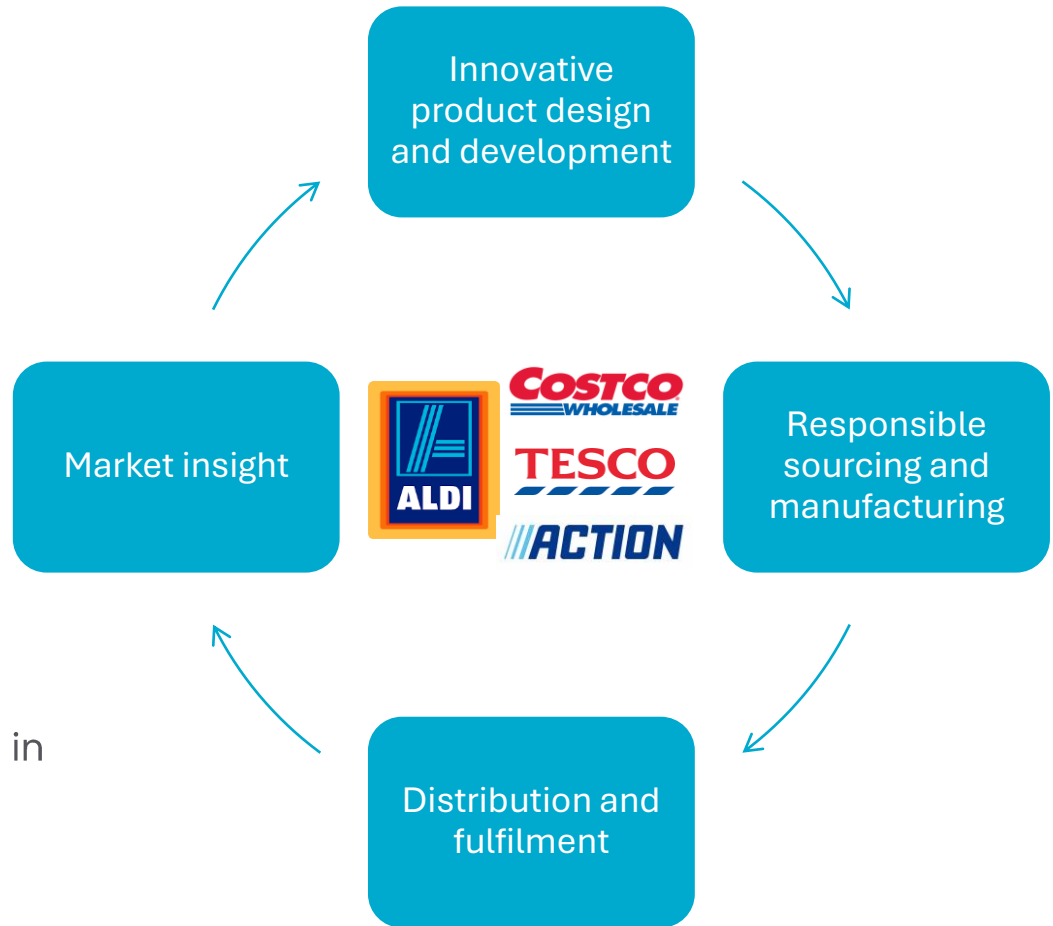 Innovative
product design
and development
Market insight
ALDI
COSTCO
WHOLESALE
TESCO
ACTION
Responsible
sourcing and
manufacturing
in
Distribution and
fulfilment